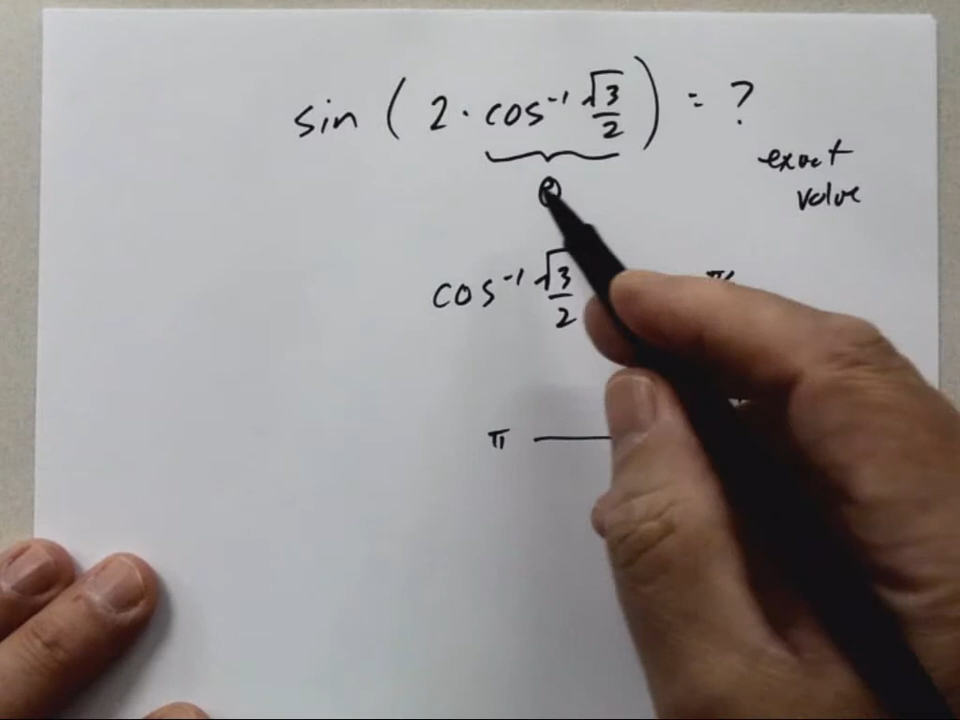 sin ( 2 · cos⁻¹ √3/2 ) = ?
exact
value
θ
cos⁻¹ √3/2
π